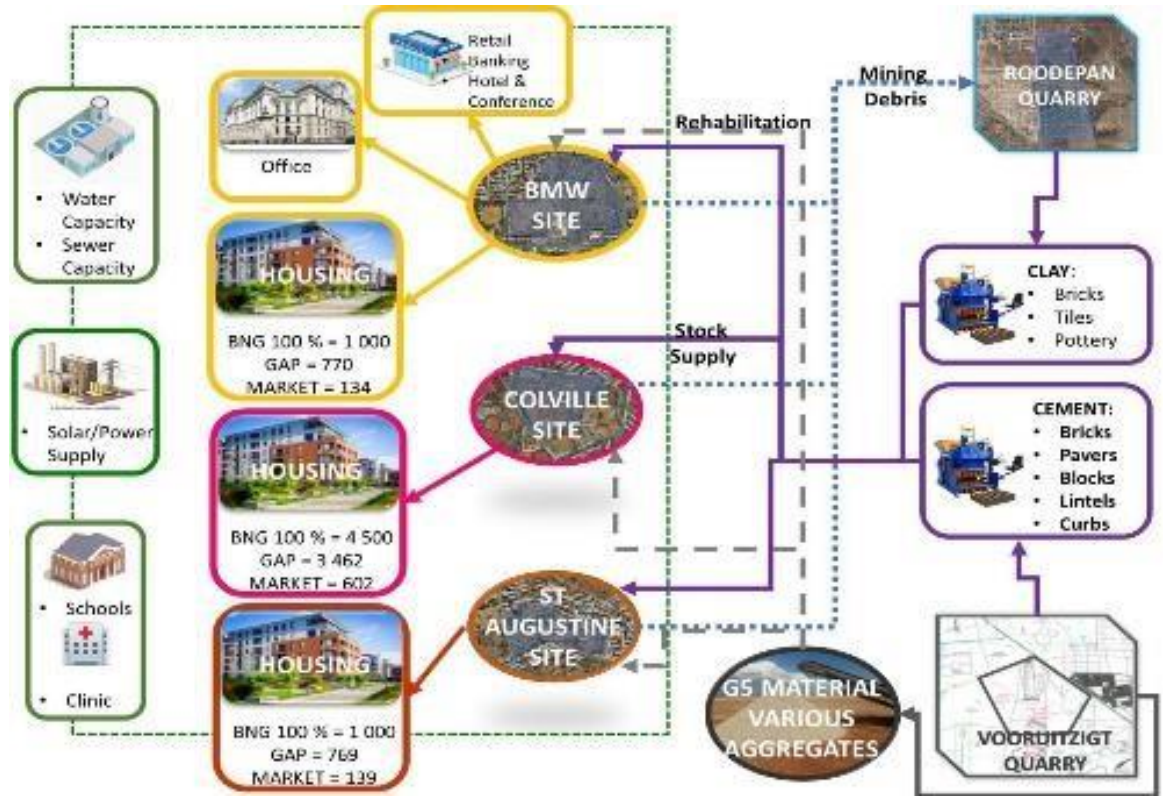 Retail
Banking
Hotel &
Conference
Office
• Water
Capacity
• Sewer
Capacity
HOUSING
BNG 100 % = 1 000
GAP = 770
MARKET = 134
• Solar/Power
Supply
HOUSING
BNG 100 % = 4 500
GAP = 3 462
MARKET = 602
• Schools
• Clinic
HOUSING
BNG 100 % = 1 000
GAP = 769
MARKET = 139
Rehabilitation
BMW
SITE
Stock
Supply
COLVILLE
SITE
ST
AUGUSTINE
SITE
Mining
Debris
ROODEPAN
QUARRY
CLAY:
• Bricks
• Tiles
• Pottery
CEMENT:
• Bricks
• Pavers
• Blocks
• Lintels
• Curbs
G5 MATERIAL
VARIOUS
AGGREGATES
VOORUITZIGT
QUARRY